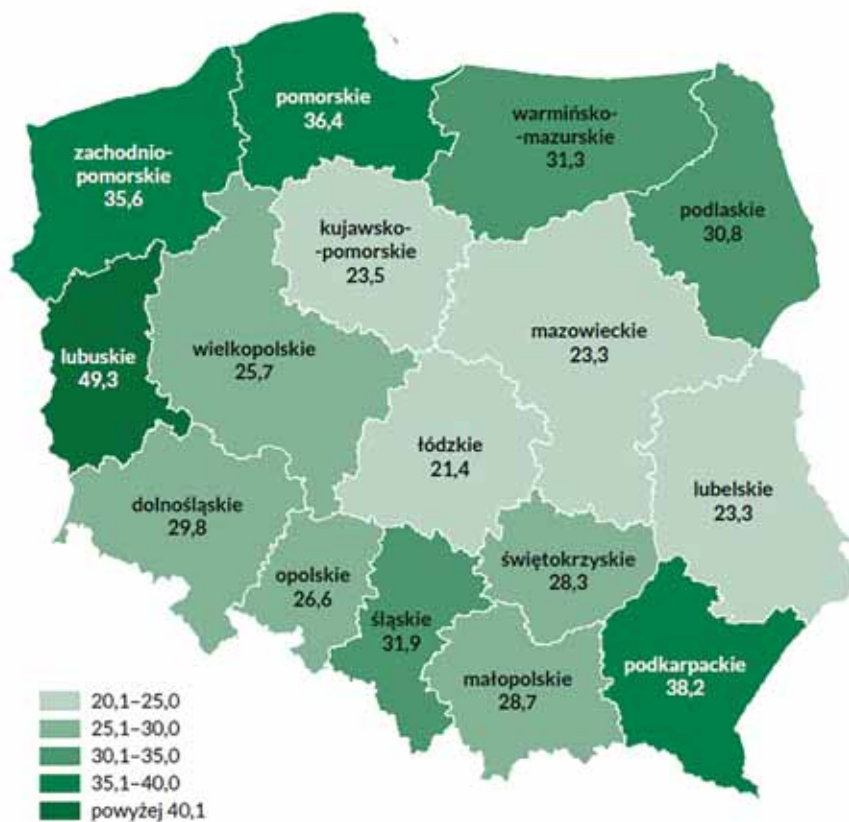 pomorskie
36,4
warmińsko-
-mazurskie
31,3
zachodnio-
pomorskie
35,6
podlaskie
30,8
kujawsko-
-pomorskie
23,5
mazowieckie
23,3
wielkopolskie
25,7
lubuskie
49,3
łódzkie
21,4
lubelskie
23,3
dolnośląskie
29,8
świętokrzyskie
28,3
opolskie
26,6
śląskie
31,9
małopolskie
28,7
podkarpackie
38,2
20,1–25,0
25,1–30,0
30,1–35,0
35,1–40,0
powyżej 40,1